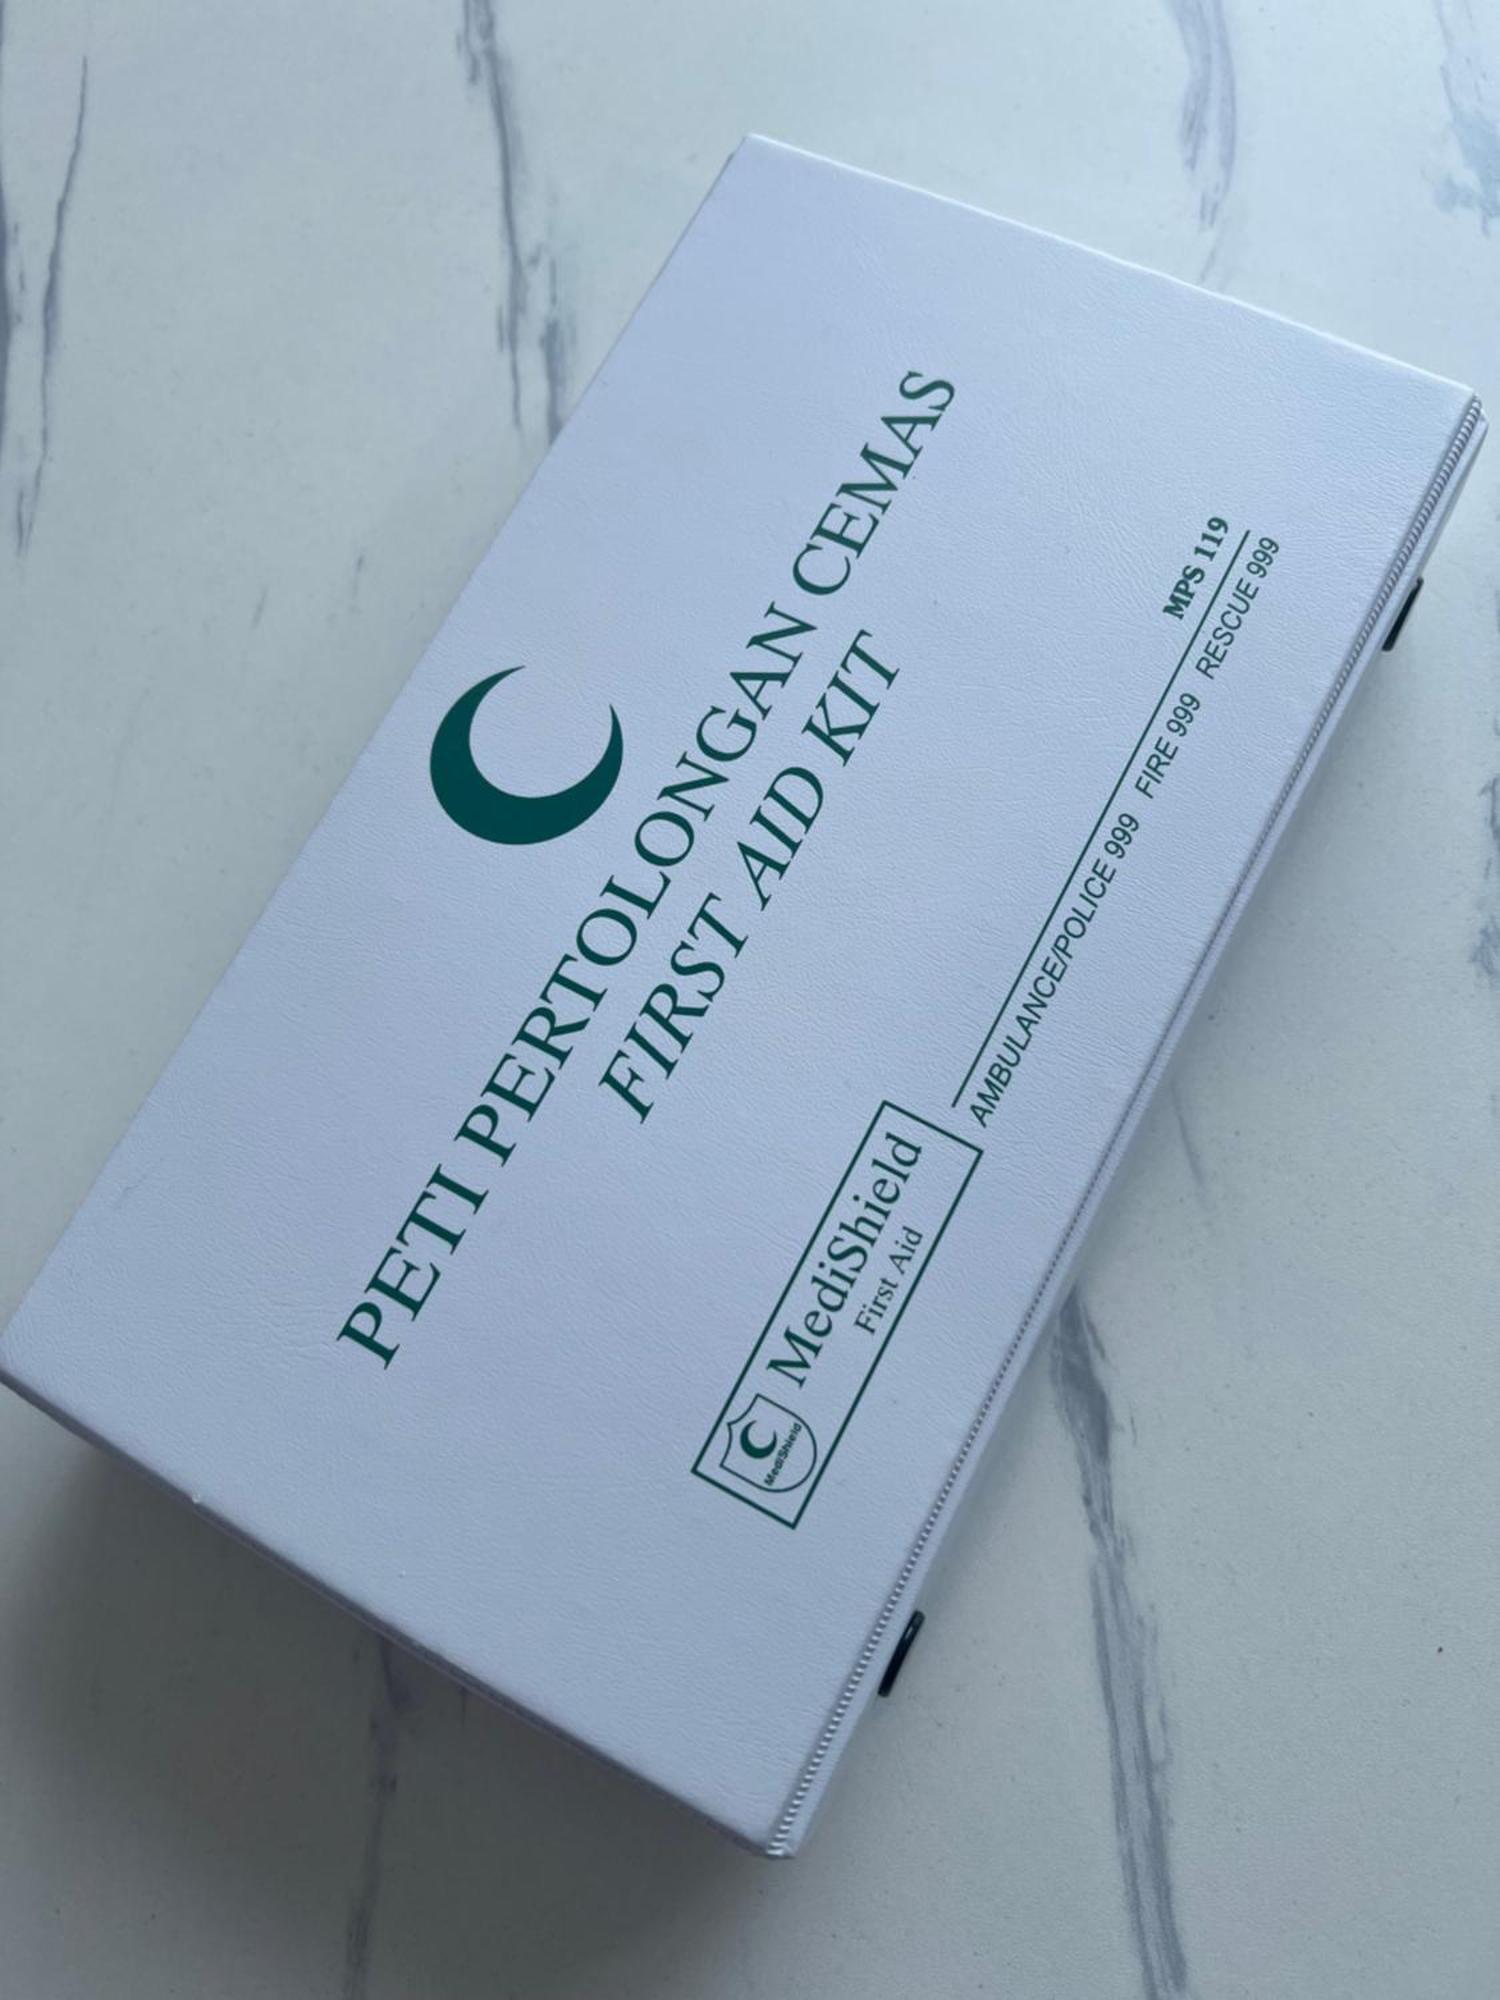 PETI PERTOLONGAN CEMAS
FIRST AID KIT
MPS 119
MediShield
First Aid
MediShield
AMBULANCE/POLICE 999 FIRE 999 RESCUE 999